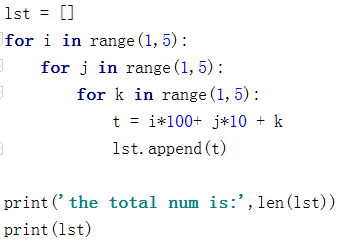 lst = []
for i in range(1,5):
    for j in range(1,5):
        for k in range(1,5):
            t = i*100+ j*10 + k
            lst.append(t)

print('the total num is:',len(lst))
print(lst)